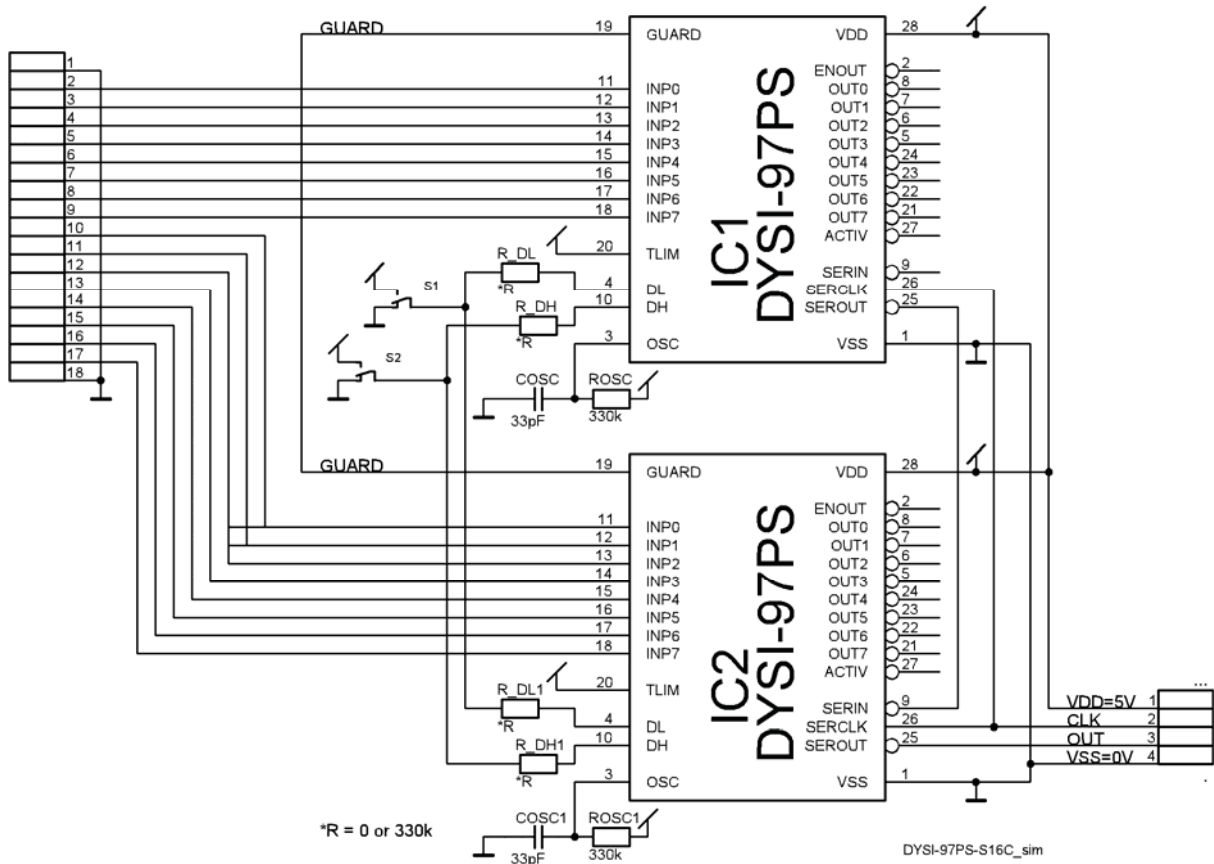 GUARD 19 GUARD VDD 28
ENOUT 2
1
2 11 INP0 OUT0 8
3 12 INP1 OUT1 7
4 13 INP2 OUT2 6
5 14 INP3 OUT3 5
6 15 INP4 OUT4 24
7 16 INP5 OUT5 23
8 17 INP6 OUT6 22
9 18 INP7 OUT7 21
10 ACTIV 27
11 20 TLIM
12 R_DL SERIN 9
13 *R 4 DL SERCLK 26
14 S1 R_DH 10 DH SEROUT 25
15 *R
16 3 OSC VSS 1
17 S2
18 COSC ROSC
33pF 330k
IC1
DYSI-97PS
GUARD 19 GUARD VDD 28
ENOUT 2
11 INP0 OUT0 8
12 INP1 OUT1 7
13 INP2 OUT2 6
14 INP3 OUT3 5
15 INP4 OUT4 24
16 INP5 OUT5 23
17 INP6 OUT6 22
18 INP7 OUT7 21
ACTIV 27
20 TLIM
R_DL1 SERIN 9
*R 4 DL SERCLK 26
R_DH1 10 DH SEROUT 25
*R
3 OSC VSS 1
COSC1 ROSC1
33pF 330k
IC2
DYSI-97PS
...
VDD=5V 1
CLK 2
OUT 3
VSS=0V 4
.
*R = 0 or 330k
DYSI-97PS-S16C_sim